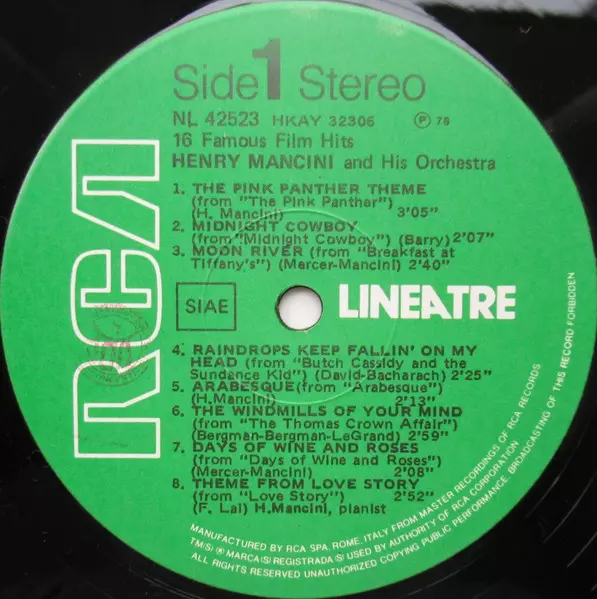 RCA
Side 1 Stereo
NL 42523 HKAY 32306 Ⓟ 78
16 Famous Film Hits
HENRY MANCINI and His Orchestra
1. THE PINK PANTHER THEME
(from "The Pink Panther")
(H. Mancini) 3'05"
2. MIDNIGHT COWBOY
(from "Midnight Cowboy") (Barry) 2'07"
3. MOON RIVER (from "Breakfast at
Tiffany's") (Mercer-Mancini) 2'40"
SIAE
LINEATRE
4. RAINDROPS KEEP FALLIN' ON MY
HEAD (from "Butch Cassidy and the
Sundance Kid") (David-Bacharach) 2'25"
5. ARABESQUE (from "Arabesque")
(H. Mancini) 2'13"
6. THE WINDMILLS OF YOUR MIND
(from "The Thomas Crown Affair")
(Bergman-Bergman-LeGrand) 2'59"
7. DAYS OF WINE AND ROSES
(from "Days of Wine and Roses")
(Mercer-Mancini) 2'08"
8. THEME FROM LOVE STORY
(from "Love Story") 2'52"
(F. Lai) H. Mancini, pianist
MANUFACTURED BY RCA SPA, ROME, ITALY FROM MASTER RECORDINGS OF RCA RECORDS
TM(S) ® MARCA(S) REGISTRADA(S) USED BY AUTHORITY OF RCA CORPORATION
ALL RIGHTS RESERVED UNAUTHORIZED COPYING PUBLIC PERFORMANCE BROADCASTING OF THIS RECORD FORBIDDEN